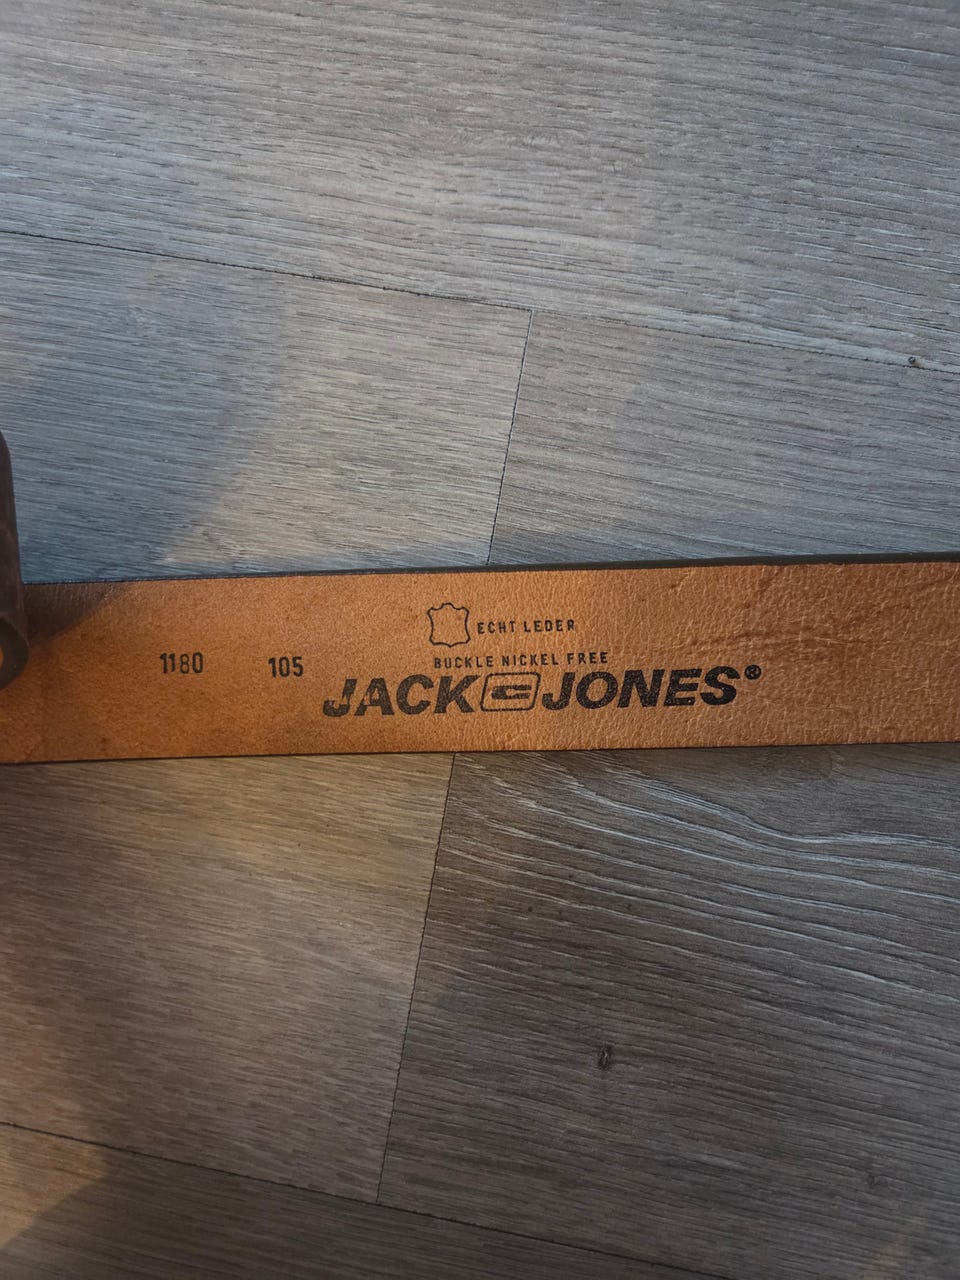 ECHT LEDER
BUCKLE NICKEL FREE
1180 105
JACK JONES®